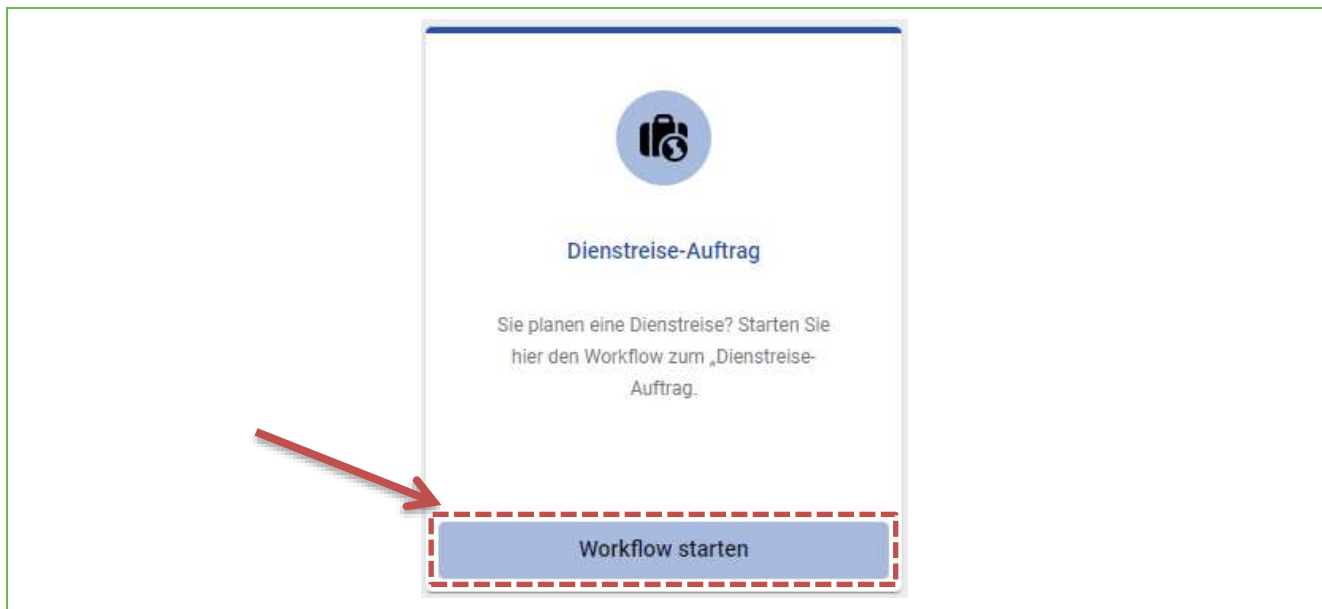 Dienstreise-Auftrag
Sie planen eine Dienstreise? Starten Sie
hier den Workflow zum „Dienstreise-
Auftrag.
Workflow starten